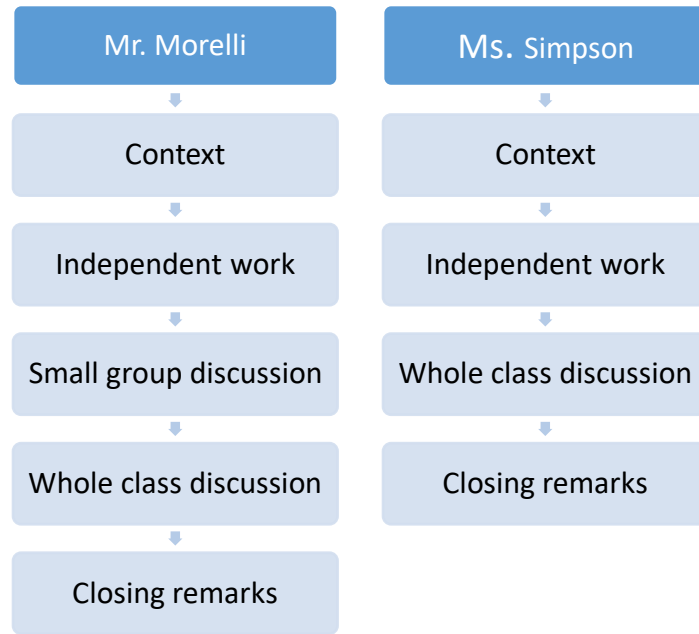 Mr. Morelli
Context
Independent work
Small group discussion
Whole class discussion
Closing remarks
Ms. Simpson
Context
Independent work
Whole class discussion
Closing remarks